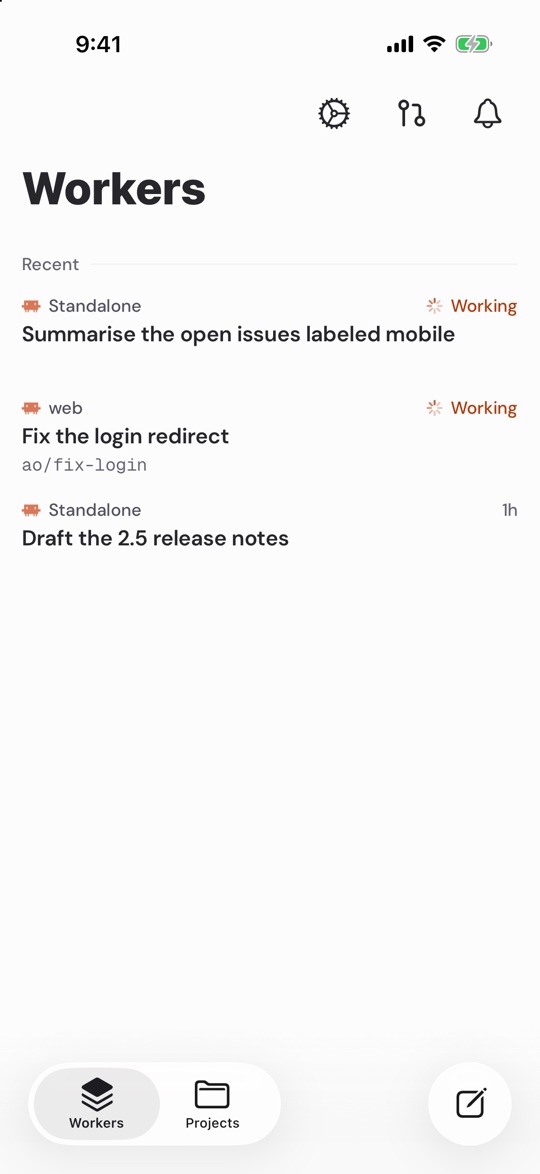 9:41
Workers
Recent
Standalone
Working
Summarise the open issues labeled mobile
web
Working
Fix the login redirect
ao/fix-login
Standalone
1h
Draft the 2.5 release notes
Workers
Projects